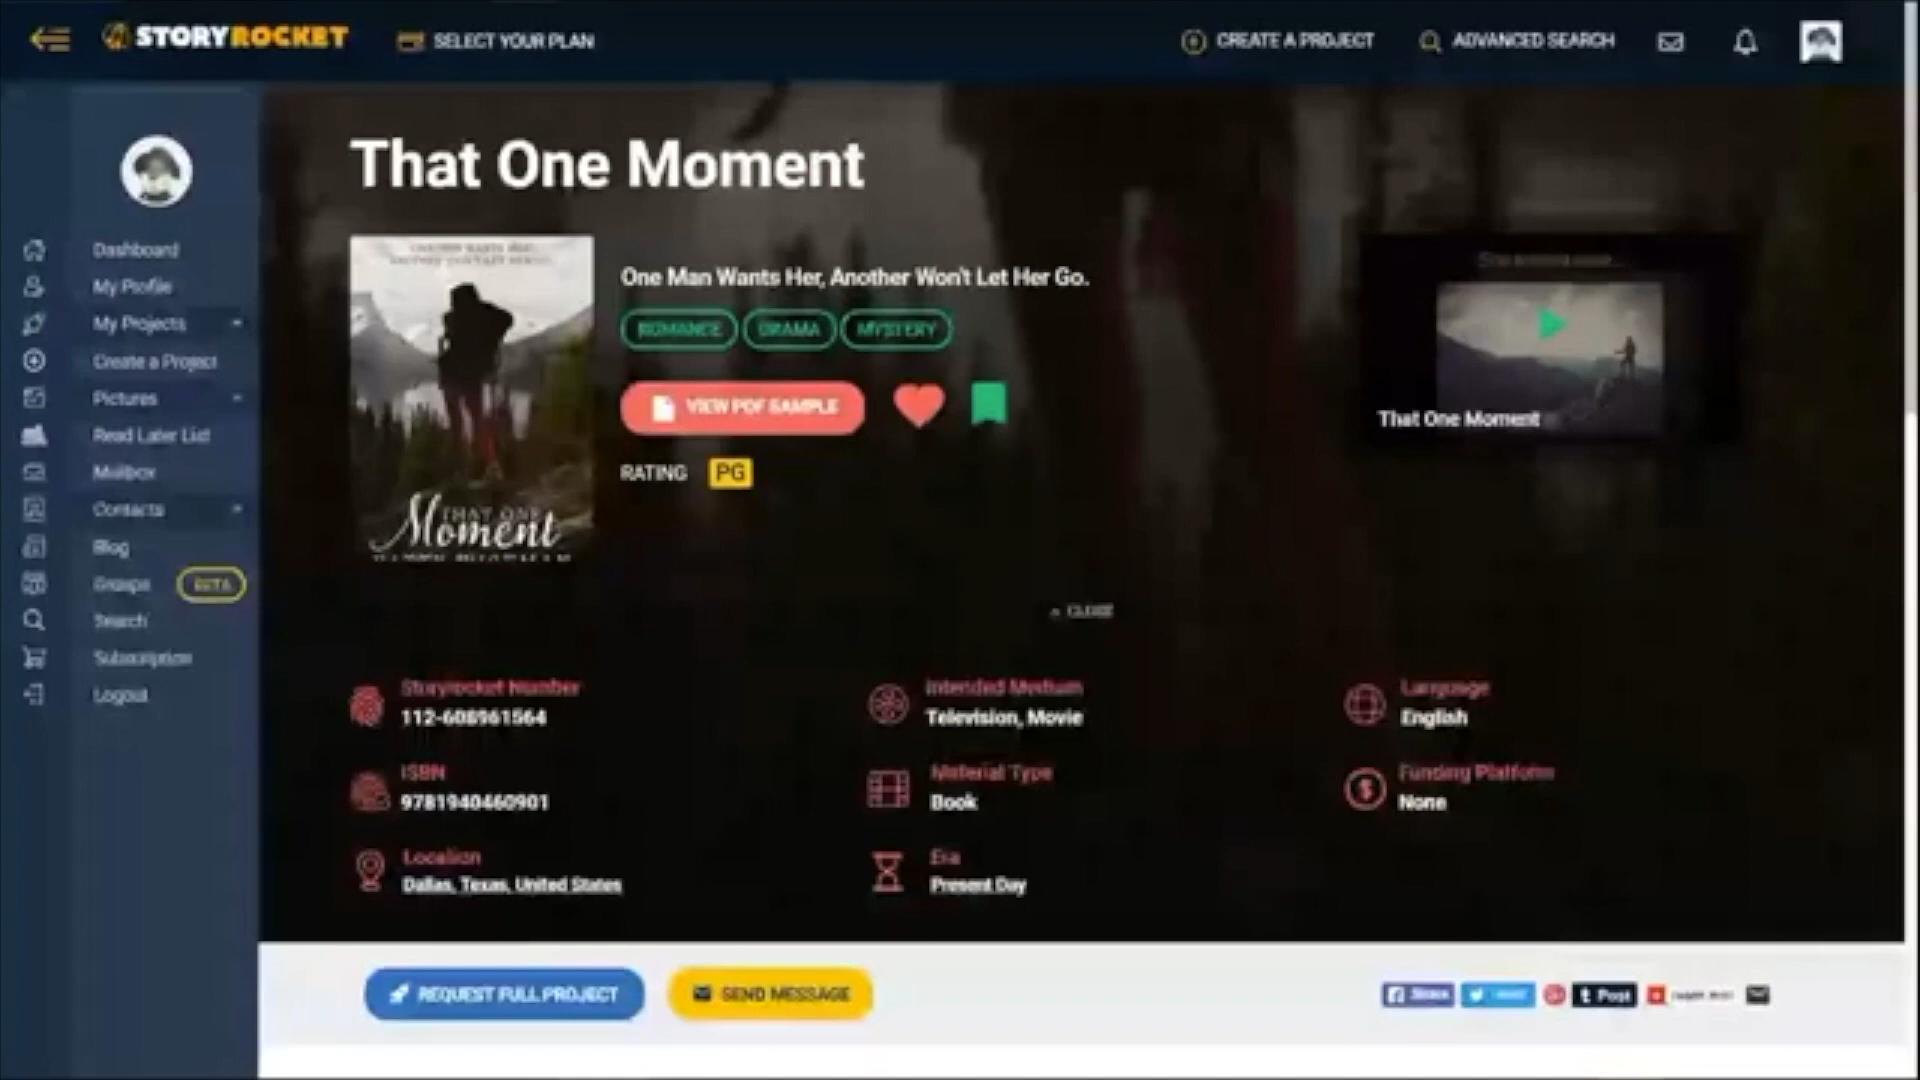 STORYROCKET
SELECT YOUR PLAN
CREATE A PROJECT
ADVANCED SEARCH
Dashboard
My Profile
My Projects
Create a Project
Pictures
Read Later List
Mailbox
Contacts
Blog
Groups BETA
Search
Subscription
Logout
That One Moment
THAT ONE
Moment
One Man Wants Her, Another Won't Let Her Go.
ROMANCE DRAMA MYSTERY
VIEW PDF SAMPLE
RATING PG
That One Moment
CLOSE
Storyrocket Number
112-608961564
Intended Medium
Television, Movie
Language
English
ISBN
9781940460901
Material Type
Book
Funding Platform
None
Location
Dallas, Texas, United States
Era
Present Day
REQUEST FULL PROJECT
SEND MESSAGE
Share
Post